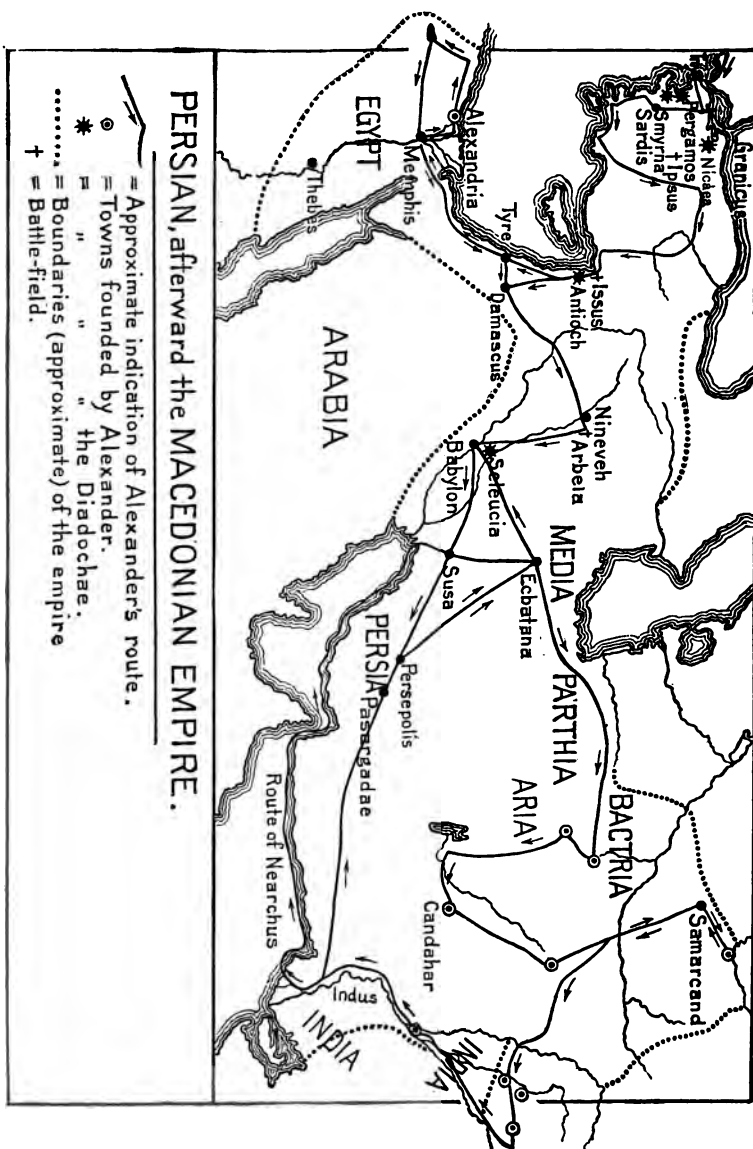 Granicus
Nicaea
Pergamos
† Ipsus
Smyrna
Sardis
† Issus
Antioch
Tyre
Damascus
Alexandria
Memphis
EGYPT
Thebes
ARABIA
Nineveh
Arbela
Seleucia
Babylon
MEDIA
Ecbatana
Susa
PERSIA
Persepolis
Pasargadae
PARTHIA
ARIA
BACTRIA
Samarcand
Candahar
Route of Nearchus
Indus
INDIA
PERSIAN, afterward the MACEDONIAN EMPIRE.
= Approximate indication of Alexander's route.
= Towns founded by Alexander.
= " " " the Diadochae.
= Boundaries (approximate) of the empire
† = Battle-field.